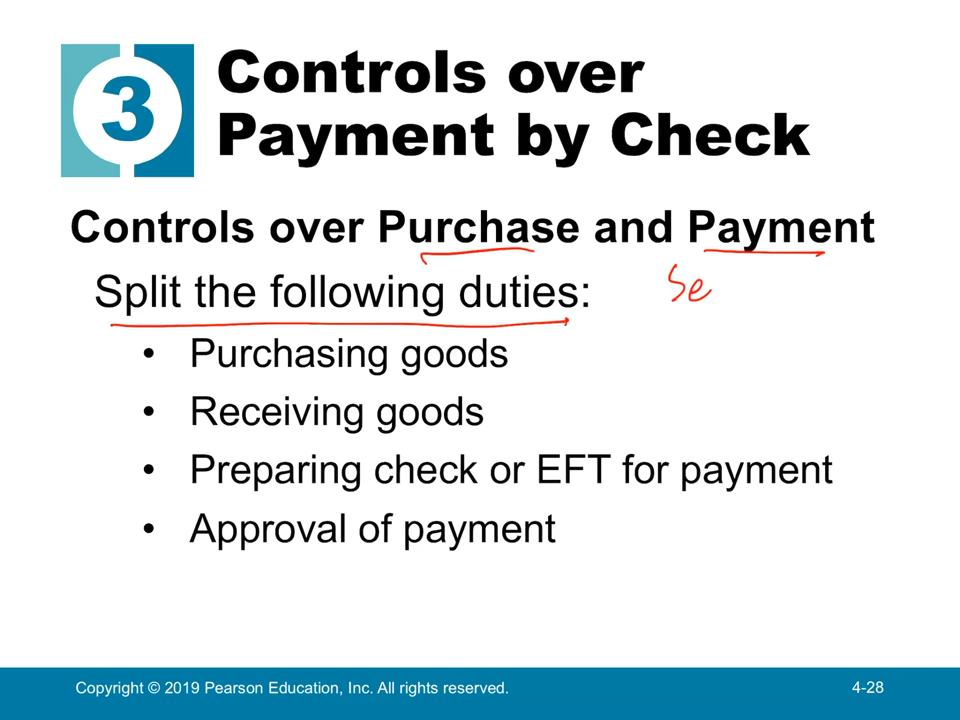 3
Controls over
Payment by Check
Controls over Purchase and Payment
Split the following duties:
Se
• Purchasing goods
• Receiving goods
• Preparing check or EFT for payment
• Approval of payment
Copyright © 2019 Pearson Education, Inc. All rights reserved.
4-28